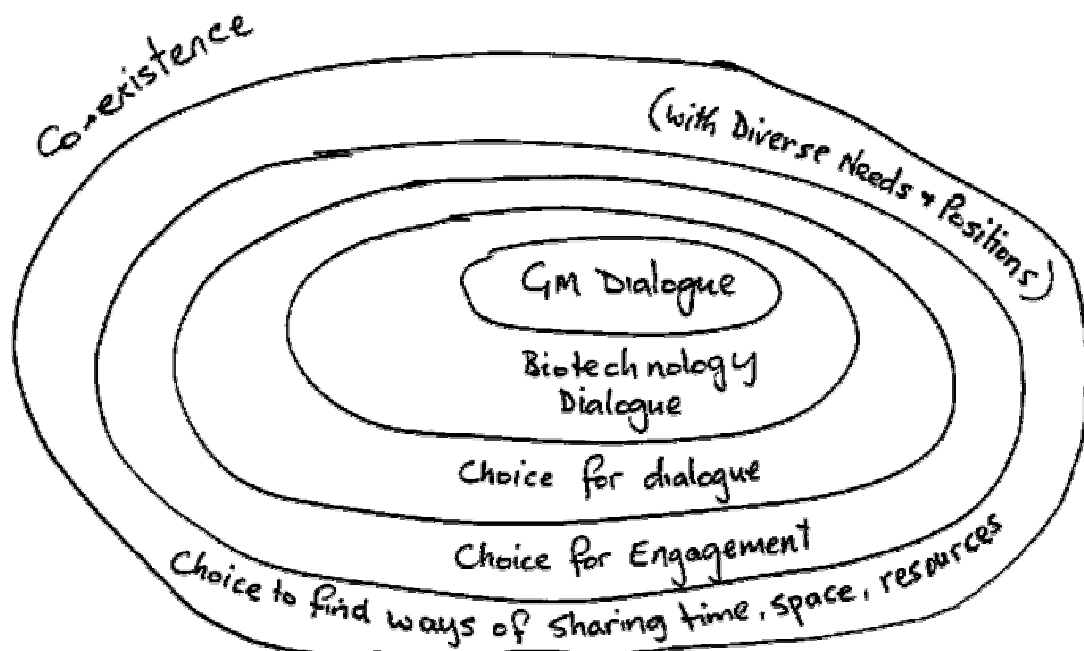 Co-existence
(with Diverse Needs & Positions)
GM Dialogue
Biotechnology
Dialogue
Choice for dialogue
Choice for Engagement
Choice to find ways of sharing time, space, resources